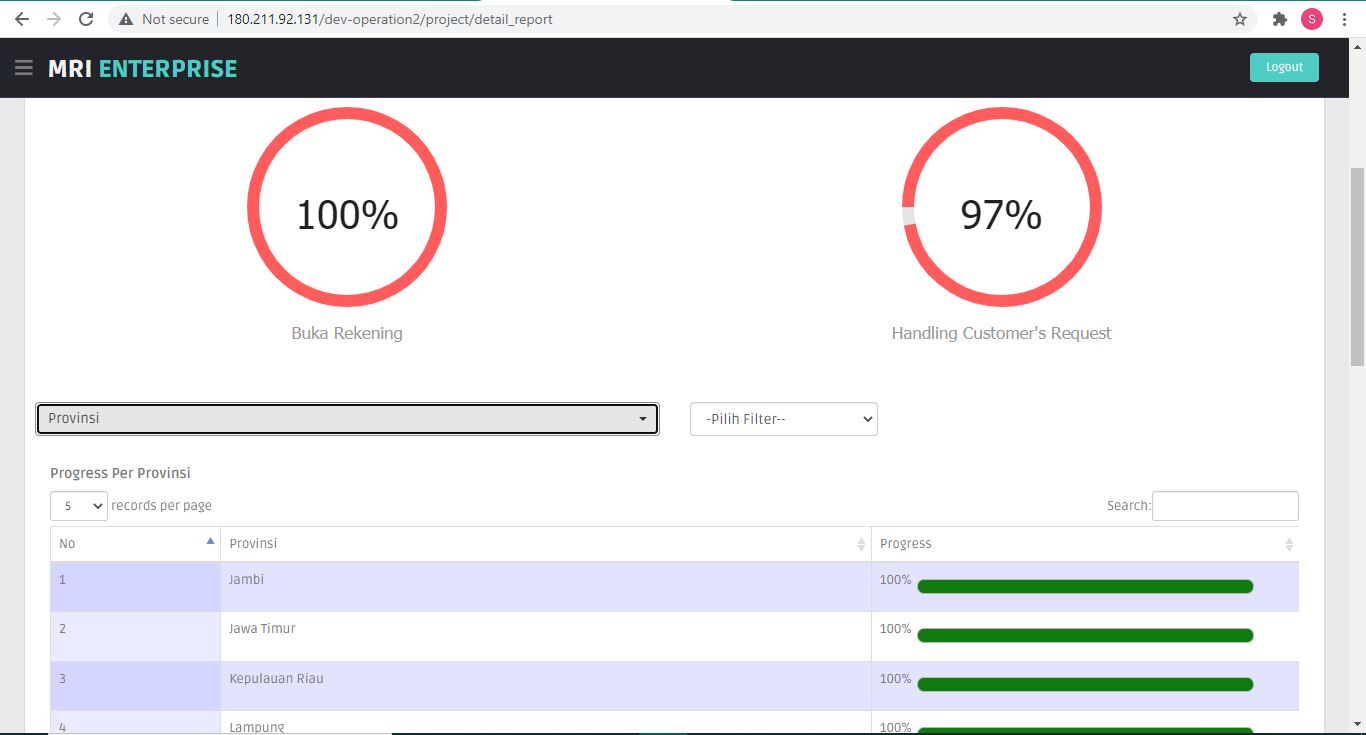 Not secure 180.211.92.131/dev-operation2/project/detail_report S
MRI ENTERPRISE Logout
100% 97%
Buka Rekening Handling Customer's Request
Provinsi -Pilih Filter--
Progress Per Provinsi
5 records per page Search:
No Provinsi Progress
1 Jambi 100%
2 Jawa Timur 100%
3 Kepulauan Riau 100%
4 Lampung 100%